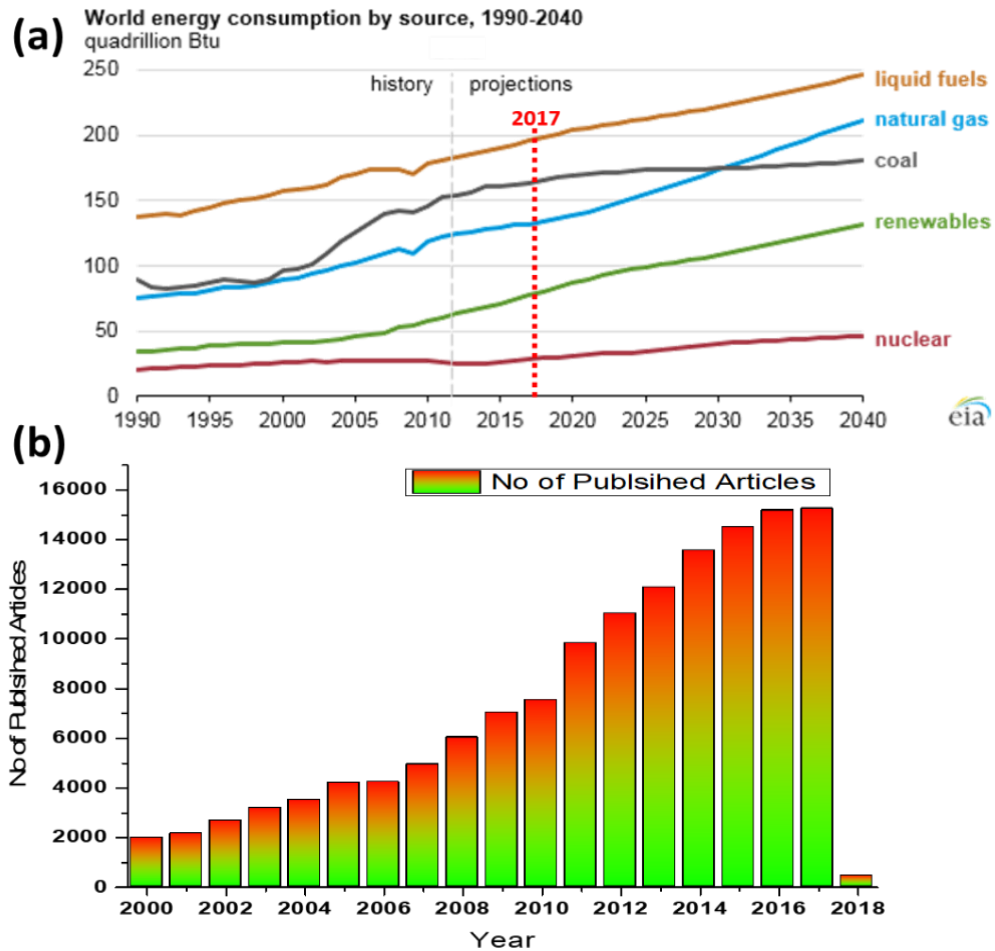 (a)
World energy consumption by source, 1990-2040
quadrillion Btu
history
projections
2017
250
200
150
100
50
0
liquid fuels
natural gas
coal
renewables
nuclear
1990 1995 2000 2005 2010 2015 2020 2025 2030 2035 2040
eia
(b)
No of Publsihed Articles
No of Publsihed Articles
16000
14000
12000
10000
8000
6000
4000
2000
0
2000 2002 2004 2006 2008 2010 2012 2014 2016 2018
Year